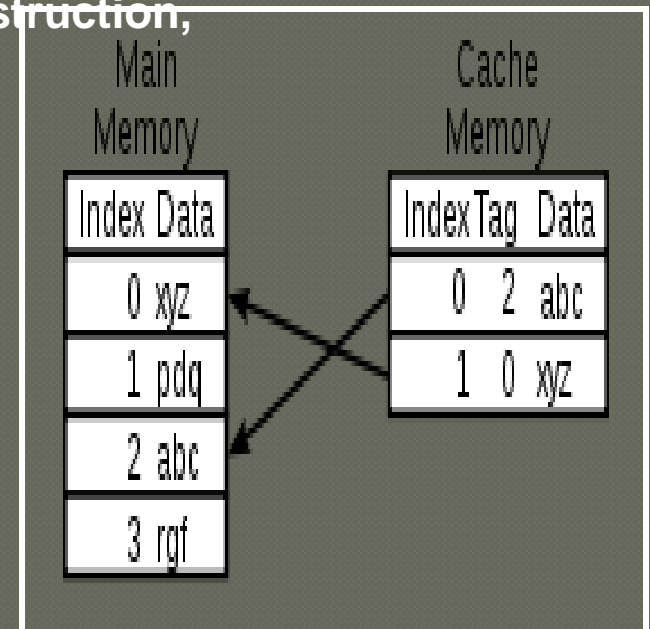 struction,
Main
Memory
Index Data
0 xyz
1 pdq
2 abc
3 rgf
Cache
Memory
Index Tag Data
0 2 abc
1 0 xyz